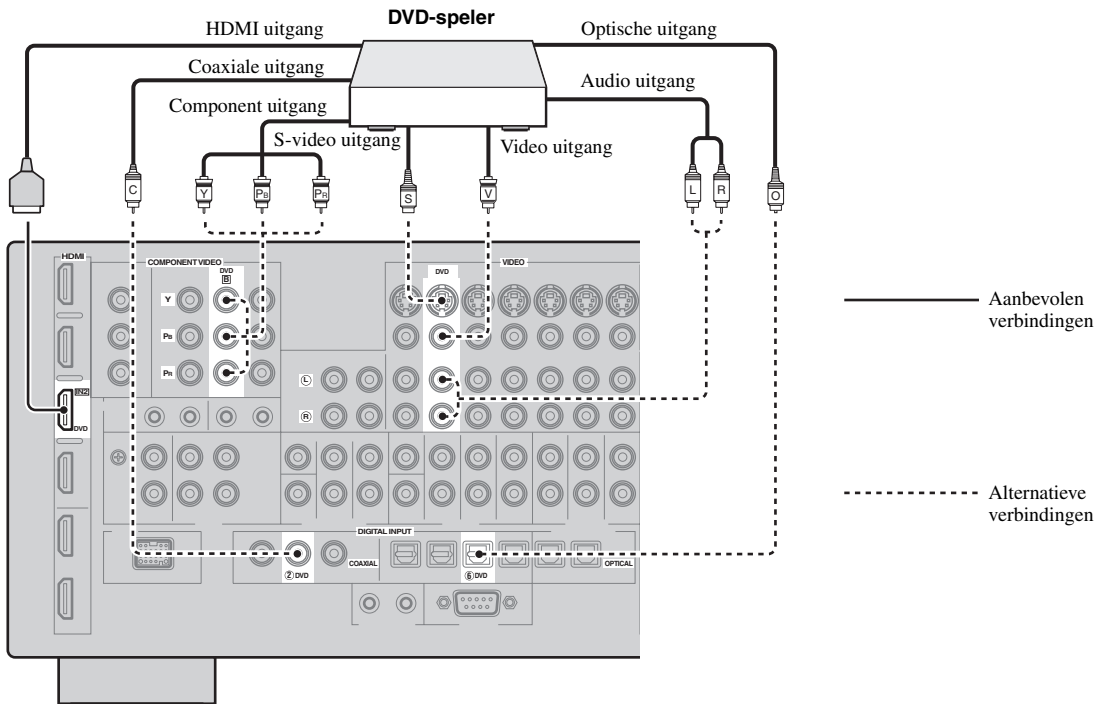 DVD-speler
HDMI uitgang
Optische uitgang
Coaxiale uitgang
Audio uitgang
Component uitgang
S-video uitgang
Video uitgang
C
Y
PB
PR
S
V
L
R
O
HDMI
COMPONENT VIDEO
VIDEO
DVD
B
DVD
Y
PB
PR
L
R
IN2
DVD
Aanbevolen
verbindingen
Alternatieve
verbindingen
DIGITAL INPUT
COAXIAL
OPTICAL
② DVD
⑥ DVD